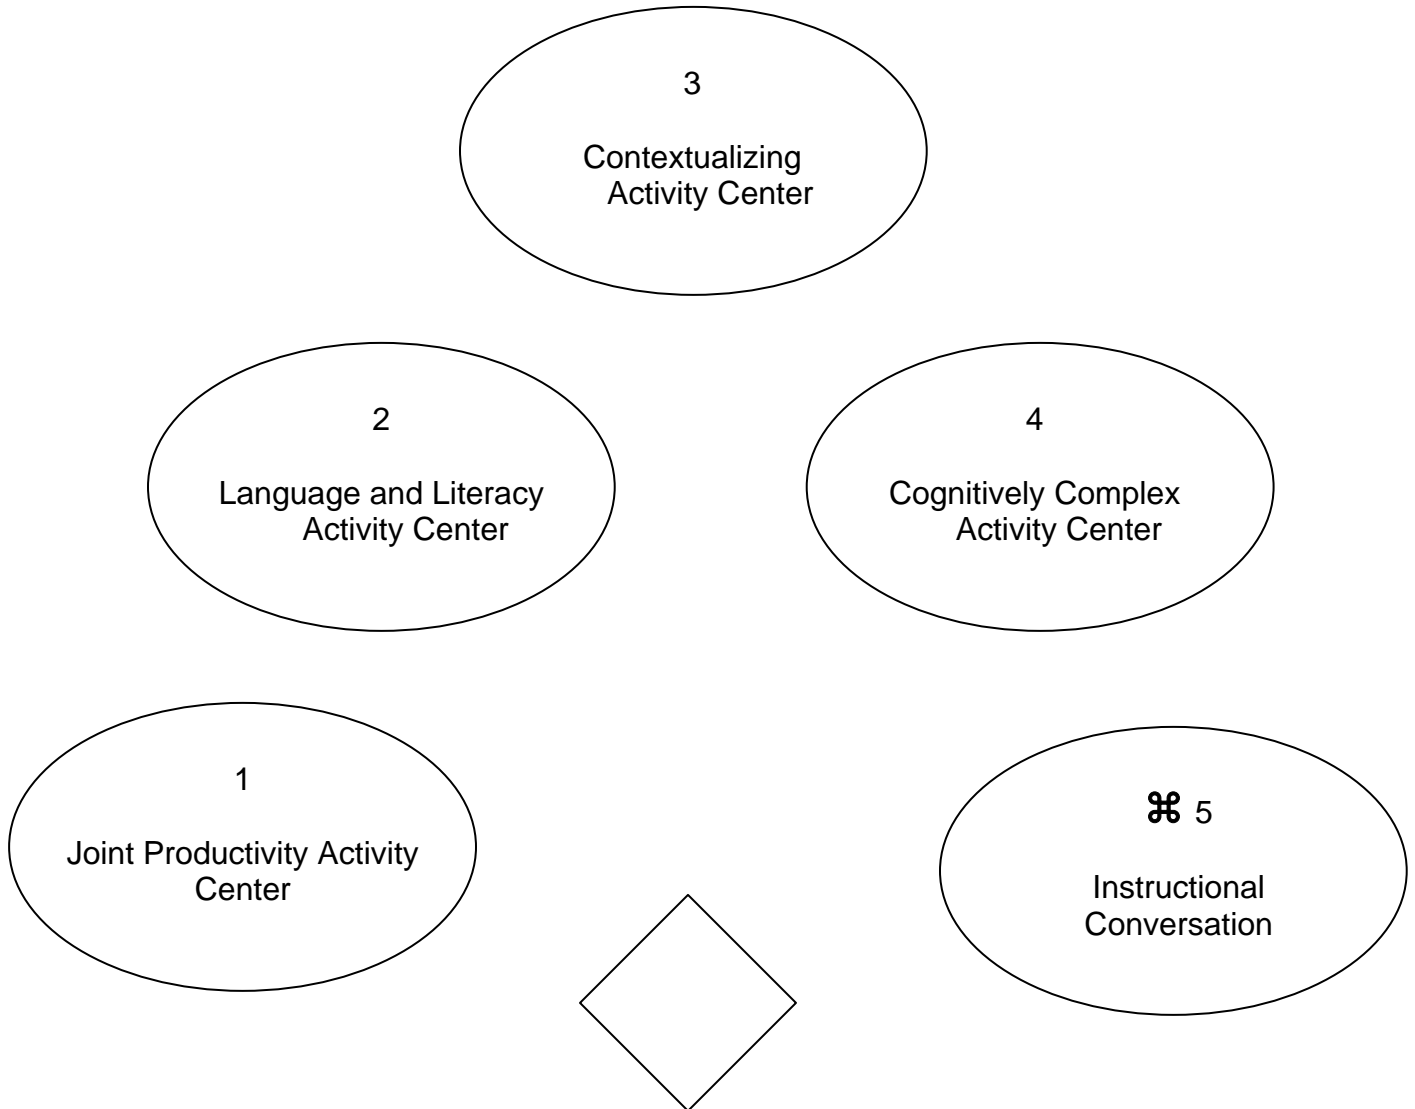 3
Contextualizing
Activity Center
2
Language and Literacy
Activity Center
4
Cognitively Complex
Activity Center
1
Joint Productivity Activity
Center
⌘ 5
Instructional
Conversation